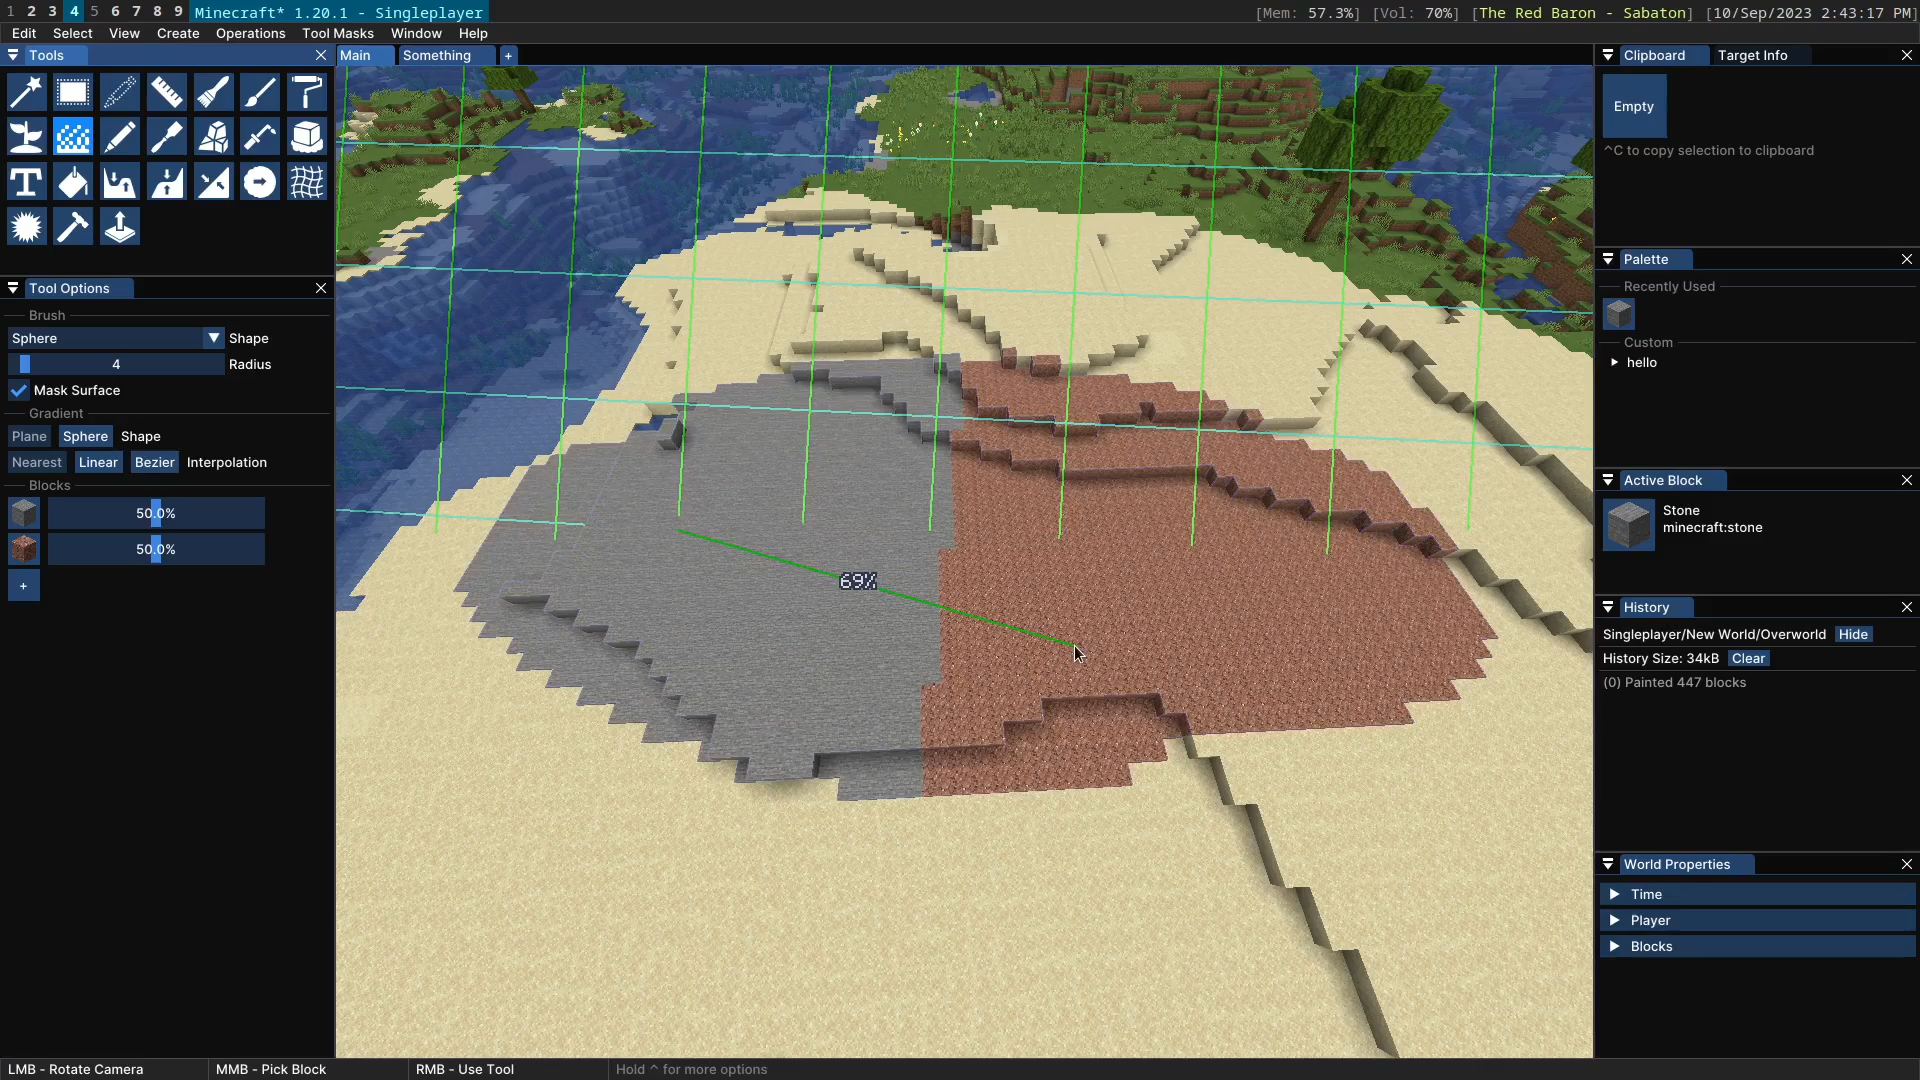 1 2 3 4 5 6 7 8 9 Minecraft* 1.20.1 - Singleplayer [Mem: 57.3%] [Vol: 70%] [The Red Baron - Sabaton] [10/Sep/2023 2:43:17 PM]
Edit Select View Create Operations Tool Masks Window Help
Tools
Tool Options
Brush
Sphere Shape
4 Radius
Mask Surface
Gradient
Plane Sphere Shape
Nearest Linear Bezier Interpolation
Blocks
50.0%
50.0%
+
Main Something +
69%
Clipboard Target Info
Empty
^C to copy selection to clipboard
Palette
Recently Used
Custom
hello
Active Block
Stone
minecraft:stone
History
Singleplayer/New World/Overworld Hide
History Size: 34kB Clear
(0) Painted 447 blocks
World Properties
Time
Player
Blocks
LMB - Rotate Camera MMB - Pick Block RMB - Use Tool Hold ^ for more options